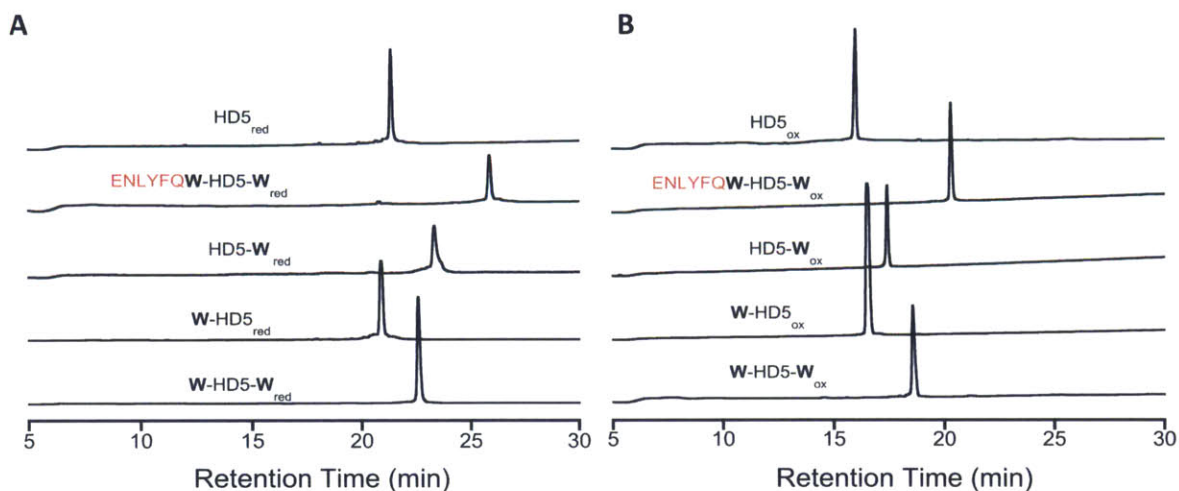 A
HD5red
ENLYFQW-HD5-Wred
HD5-Wred
W-HD5red
W-HD5-Wred
5 10 15 20 25 30
Retention Time (min)
B
HD5ox
ENLYFQW-HD5-Wox
HD5-Wox
W-HD5ox
W-HD5-Wox
5 10 15 20 25 30
Retention Time (min)